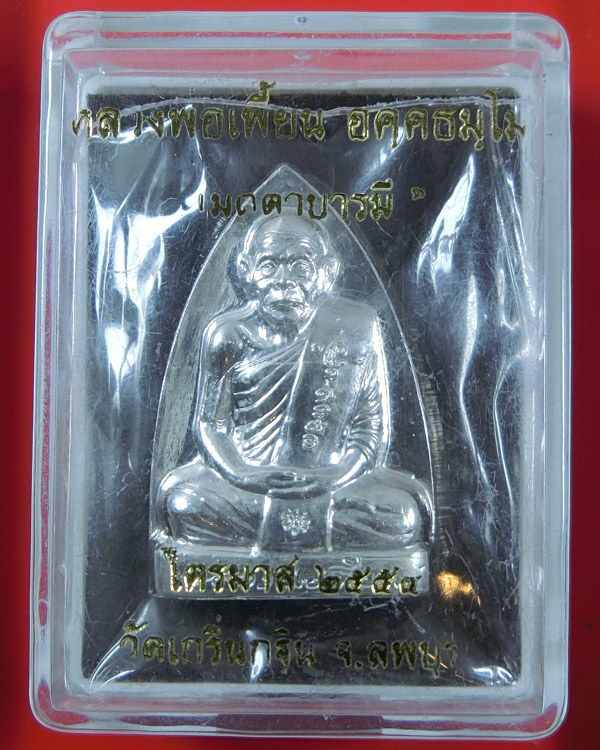 หลวงพ่อเพี้ยน อคฺคธมฺโม
เมตตาบารมี
ไตรมาส ๒๕๕๔
วัดเกริ่นกฐิน จ.ลพบุรี